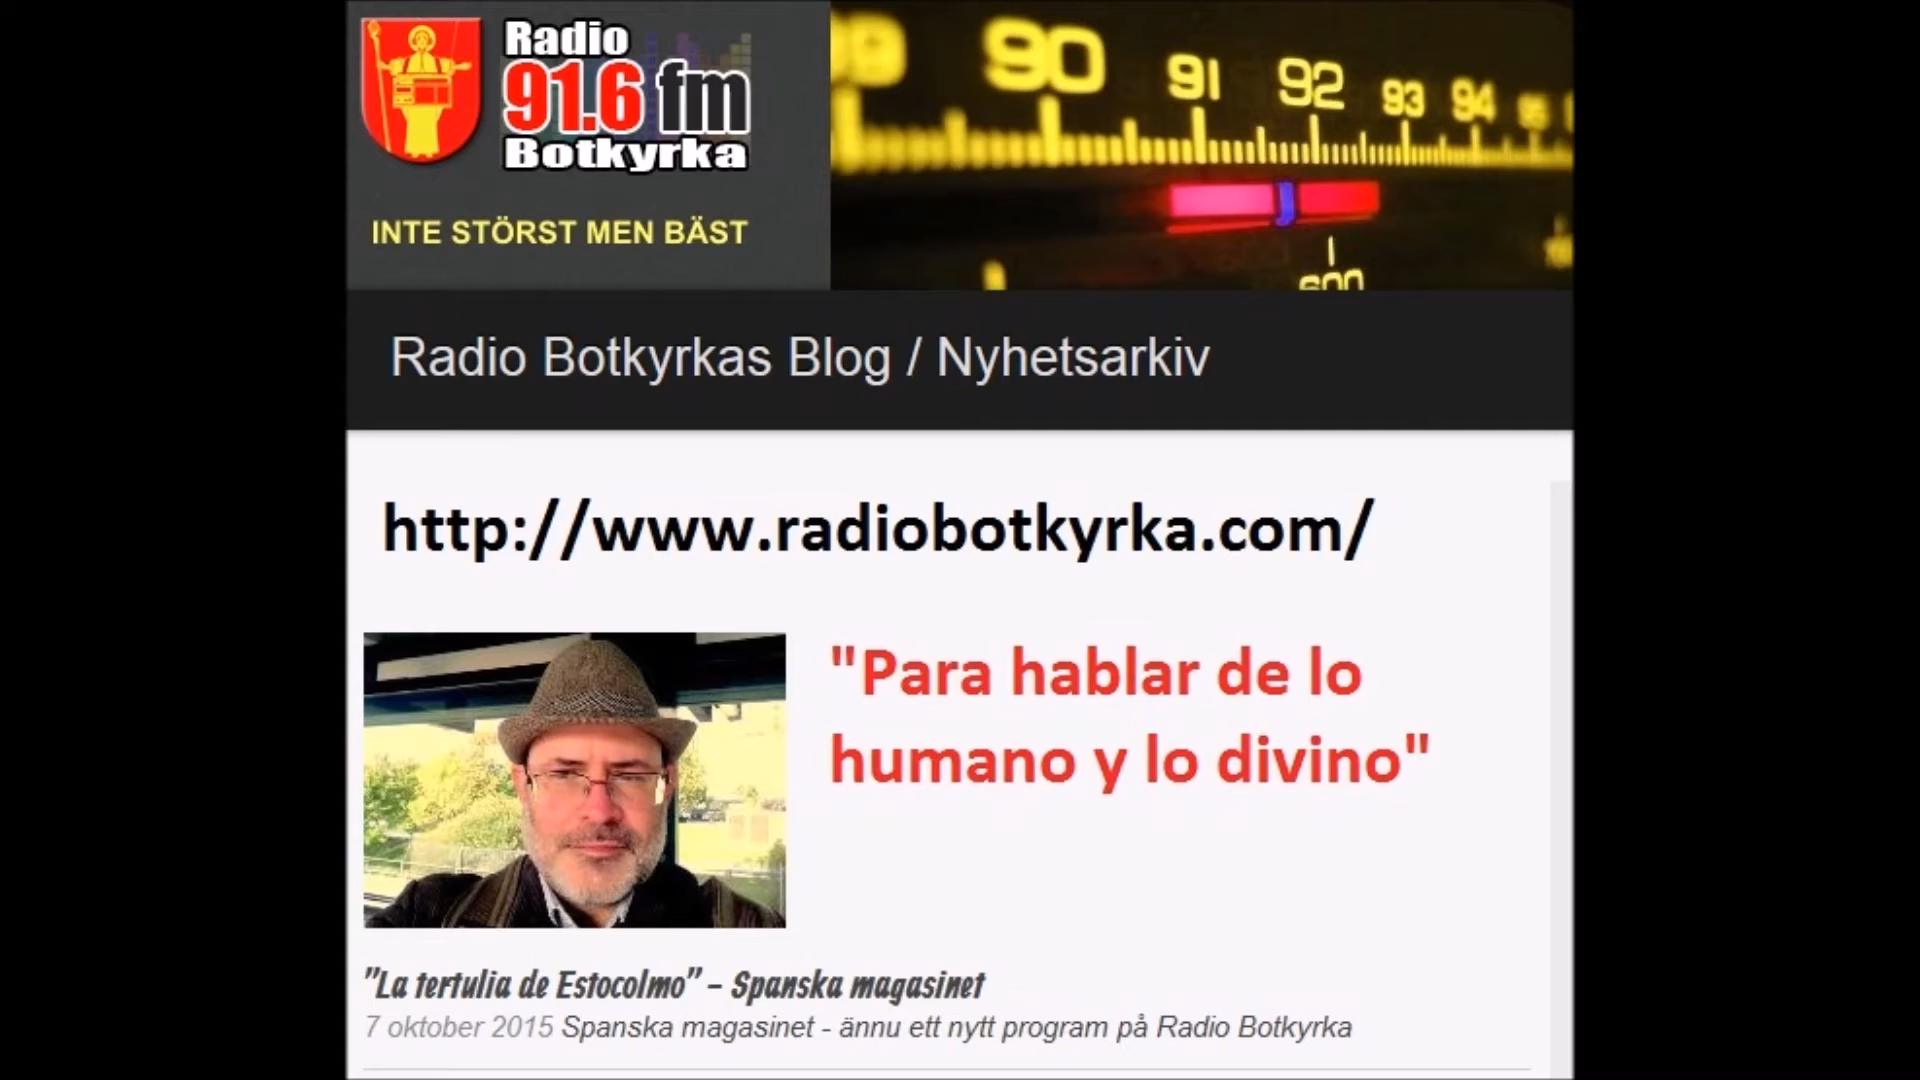 Radio
91.6 fm
Botkyrka
INTE STÖRST MEN BÄST
90 91 92 93 94
600
Radio Botkyrkas Blog / Nyhetsarkiv
http://www.radiobotkyrka.com/
"Para hablar de lo
humano y lo divino"
"La tertulia de Estocolmo" – Spanska magasinet
7 oktober 2015 Spanska magasinet - ännu ett nytt program på Radio Botkyrka